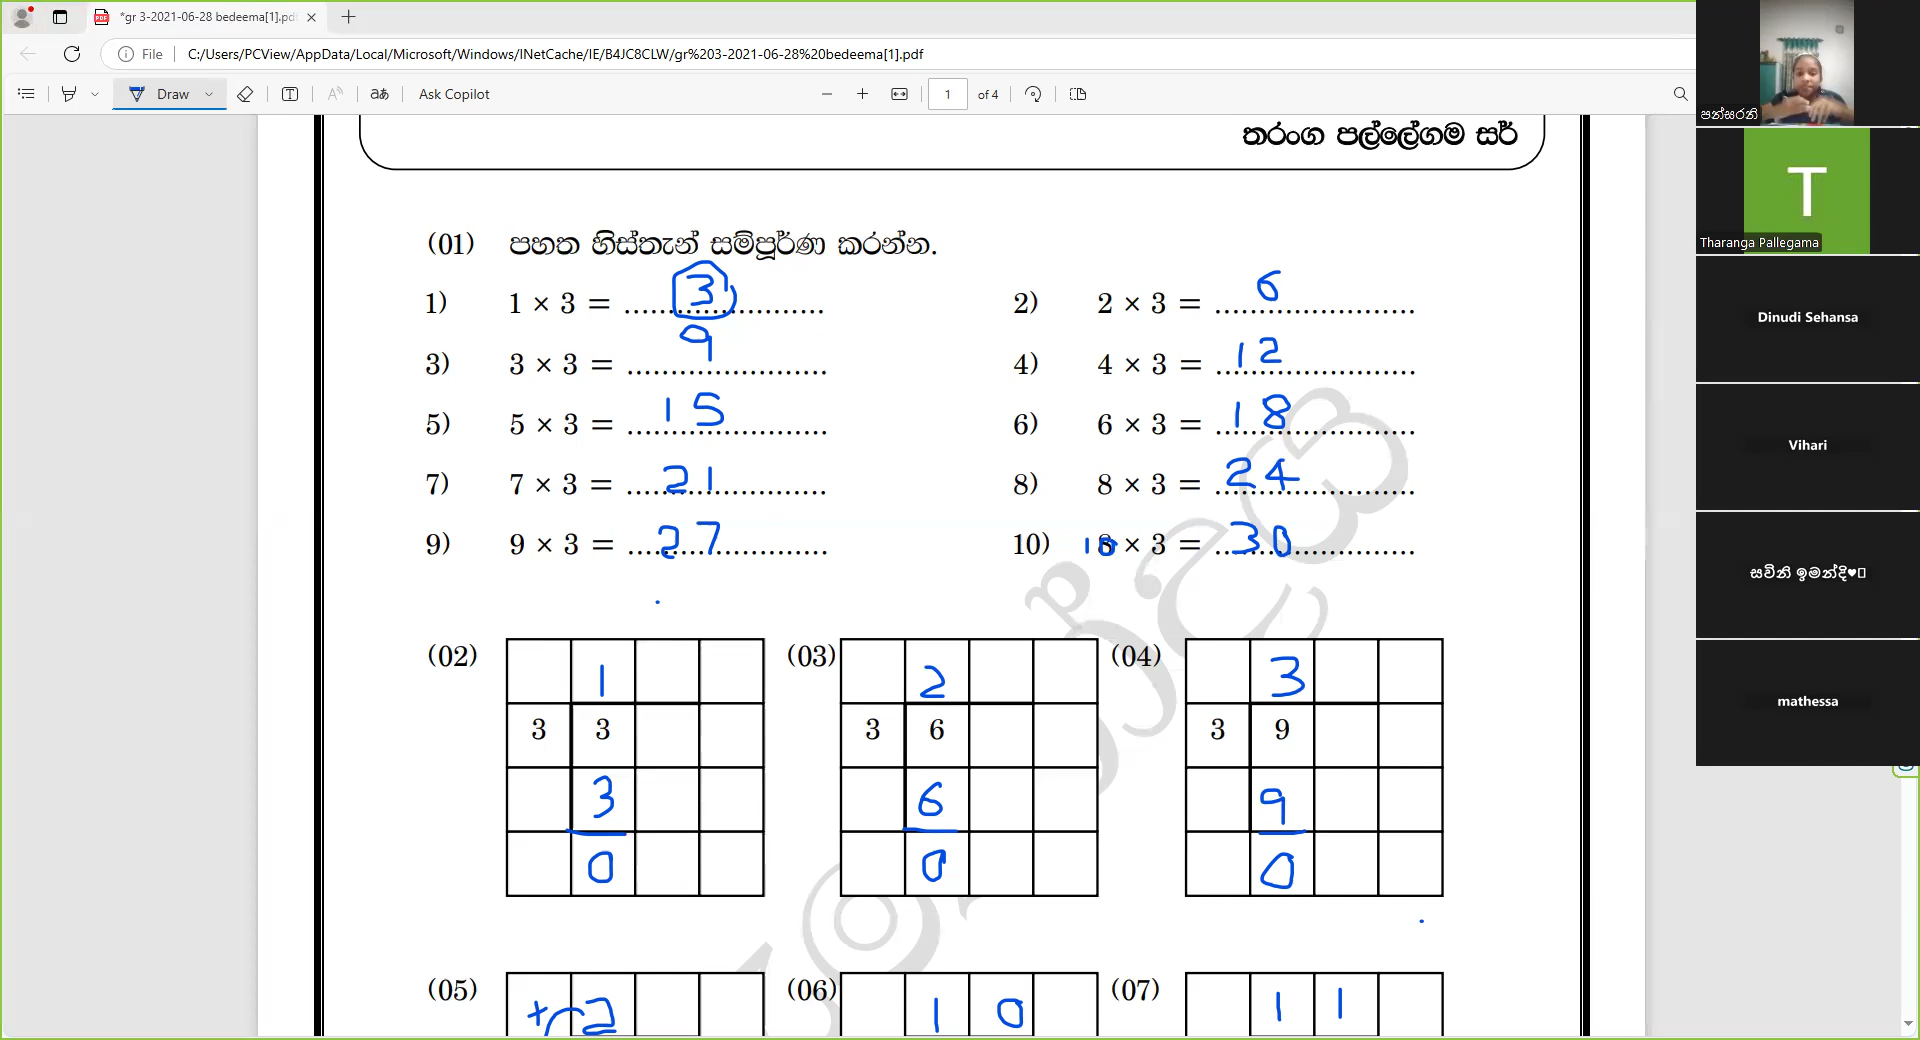 *gr 3-2021-06-28 bedeema[1].pdf
File C:/Users/PCView/AppData/Local/Microsoft/Windows/INetCache/IE/B4JC8CLW/gr%203-2021-06-28%20bedeema[1].pdf
Draw Ask Copilot 1 of 4
තරංග පල්ලේගම සර්
(01) පහත හිස්තැන් සම්පූර්ණ කරන්න.
1) 1 × 3 = ....................... 3
2) 2 × 3 = ....................... 6
3) 3 × 3 = ....................... 9
4) 4 × 3 = ....................... 12
5) 5 × 3 = ....................... 15
6) 6 × 3 = ....................... 18
7) 7 × 3 = ....................... 21
8) 8 × 3 = ....................... 24
9) 9 × 3 = ....................... 27
10) 10 × 3 = ....................... 30
(02) 1
3 3
3
0
(03) 2
3 6
6
0
(04) 3
3 9
9
0
(05) + 2
(06) 1 0
(07) 1 1
පන්සරනි
T
Tharanga Pallegama
Dinudi Sehansa
Vihari
සවිනි ඉමන්දි♥
mathessa